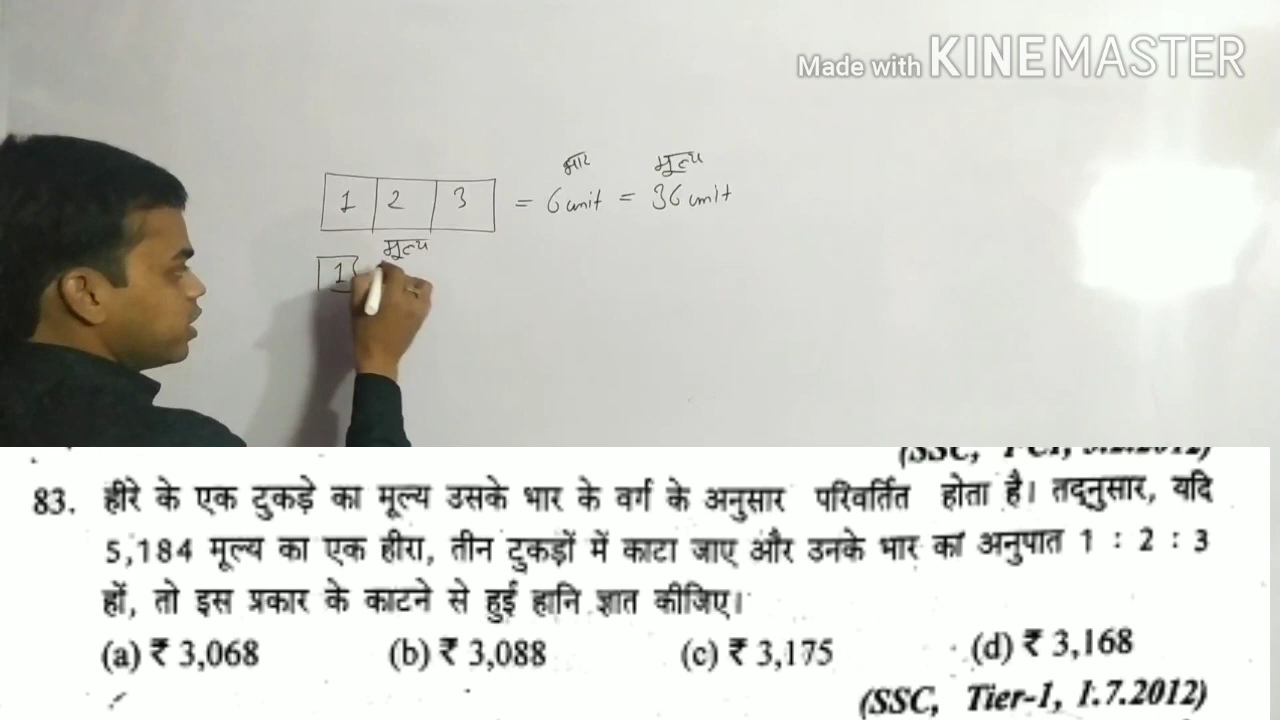 Made with KINEMASTER
भार मूल्य
1 2 3 = 6 unit = 36 unit
मूल्य
1
83. हीरे के एक टुकड़े का मूल्य उसके भार के वर्ग के अनुसार परिवर्तित होता है। तद्नुसार, यदि
5,184 मूल्य का एक हीरा, तीन टुकड़ों में काटा जाए और उनके भार का अनुपात 1 : 2 : 3
हों, तो इस प्रकार के काटने से हुई हानि ज्ञात कीजिए।
(a) ₹ 3,068 (b) ₹ 3,088 (c) ₹ 3,175 (d) ₹ 3,168
(SSC, Tier-1, 1.7.2012)